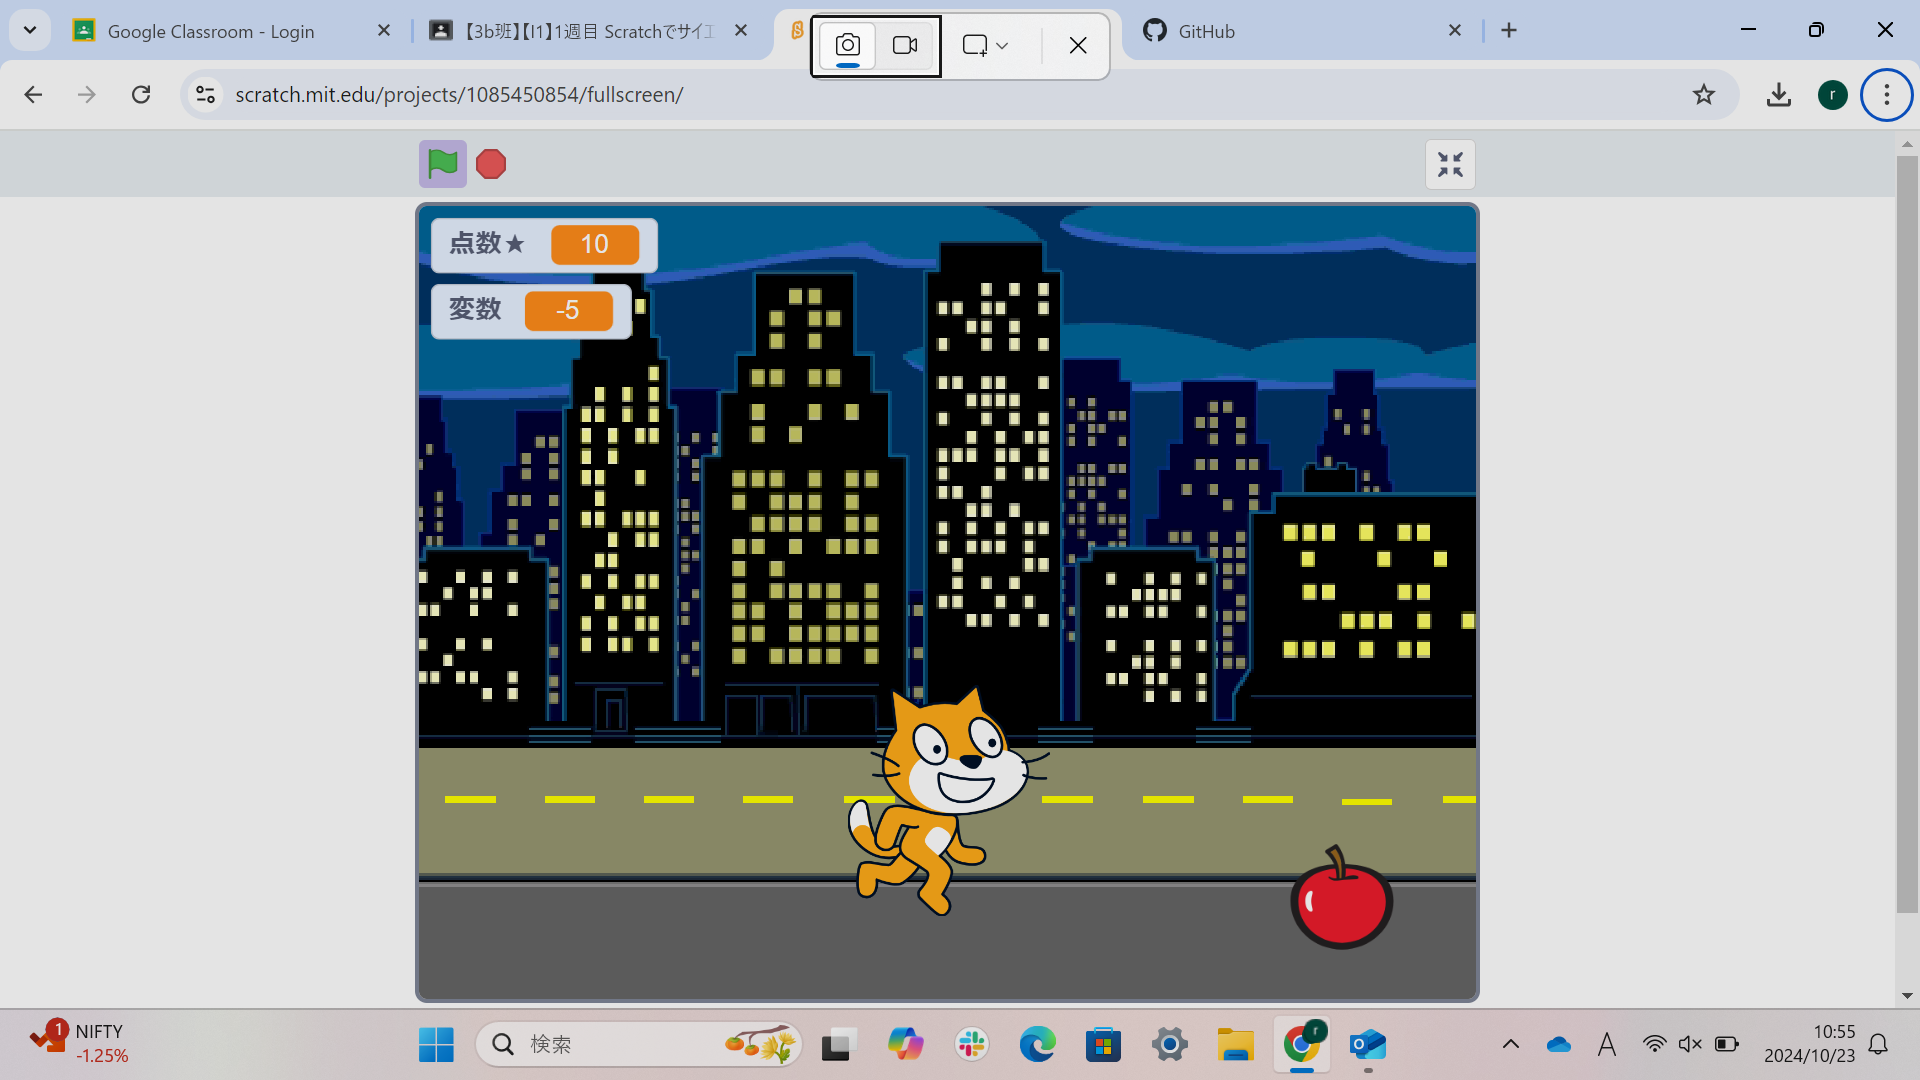 Google Classroom - Login
【3b班】【I1】1週目 Scratchでサイエ
GitHub
scratch.mit.edu/projects/1085450854/fullscreen/
r
点数★ 10
変数 -5
1
NIFTY
-1.25%
検索
r
A
10:55
2024/10/23